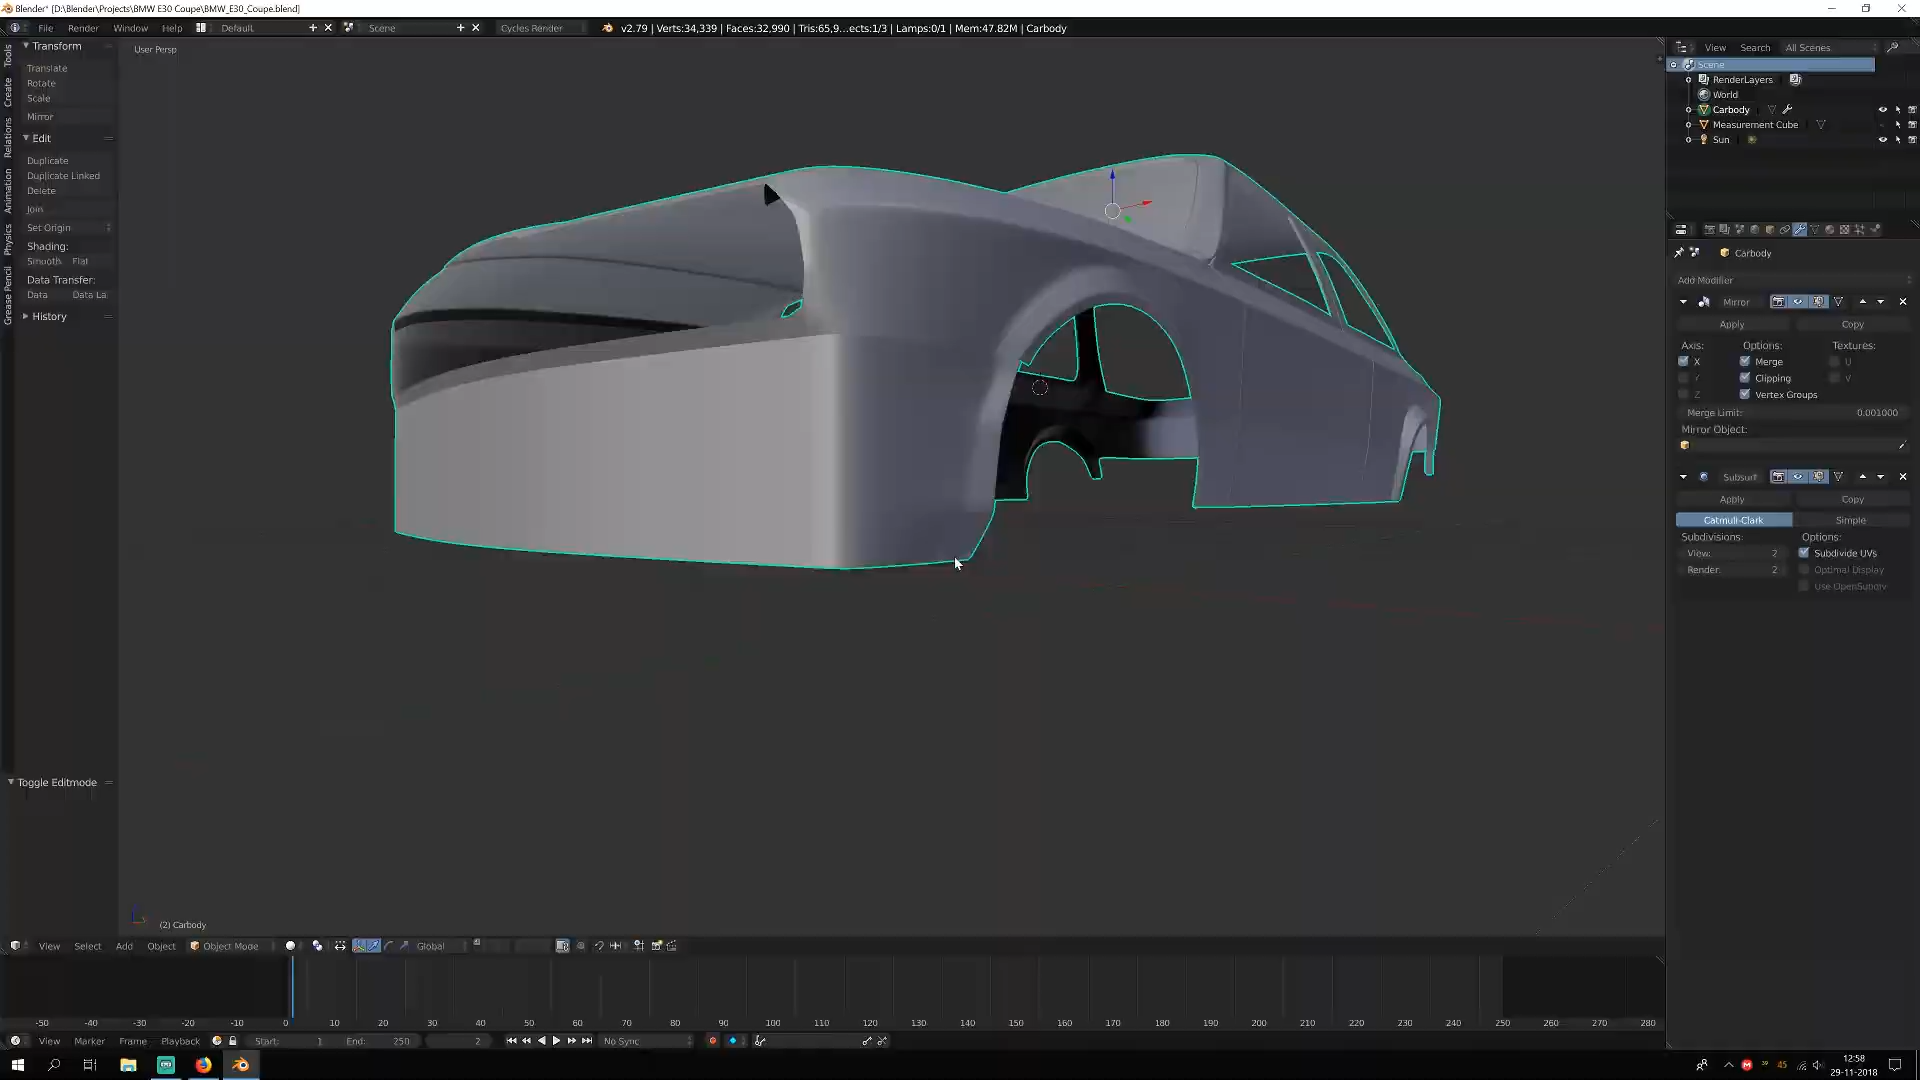 Blender* [D:\Blender\Projects\BMW E30 Coupe\BMW_E30_Coupe.blend]
File Render Window Help Default Scene Cycles Render v2.79 | Verts:34,339 | Faces:32,990 | Tris:65,9...ects:1/3 | Lamps:0/1 | Mem:47.82M | Carbody
Tools
Create
Relations
Animation
Physics
Grease Pencil
Transform
Translate
Rotate
Scale
Mirror
Edit
Duplicate
Duplicate Linked
Delete
Join
Set Origin
Shading:
Smooth Flat
Data Transfer:
Data Data La
History
Toggle Editmode
User Persp
(2) Carbody
View Search All Scenes
Scene
RenderLayers
World
Carbody
Measurement Cube
Sun
Carbody
Add Modifier
Mirror
Apply Copy
Axis: Options: Textures:
X Merge U
Y Clipping V
Z Vertex Groups
Merge Limit: 0.001000
Mirror Object:
Subsurf
Apply Copy
Catmull-Clark Simple
Subdivisions: Options:
View: 2 Subdivide UVs
Render: 2 Optimal Display
Use OpenSubdiv
View Select Add Object Object Mode Global
-50 -40 -30 -20 -10 0 10 20 30 40 50 60 70 80 90 100 110 120 130 140 150 160 170 180 190 200 210 220 230 240 250 260 270 280
View Marker Frame Playback Start: 1 End: 250 2 No Sync
45
12:58
29-11-2018